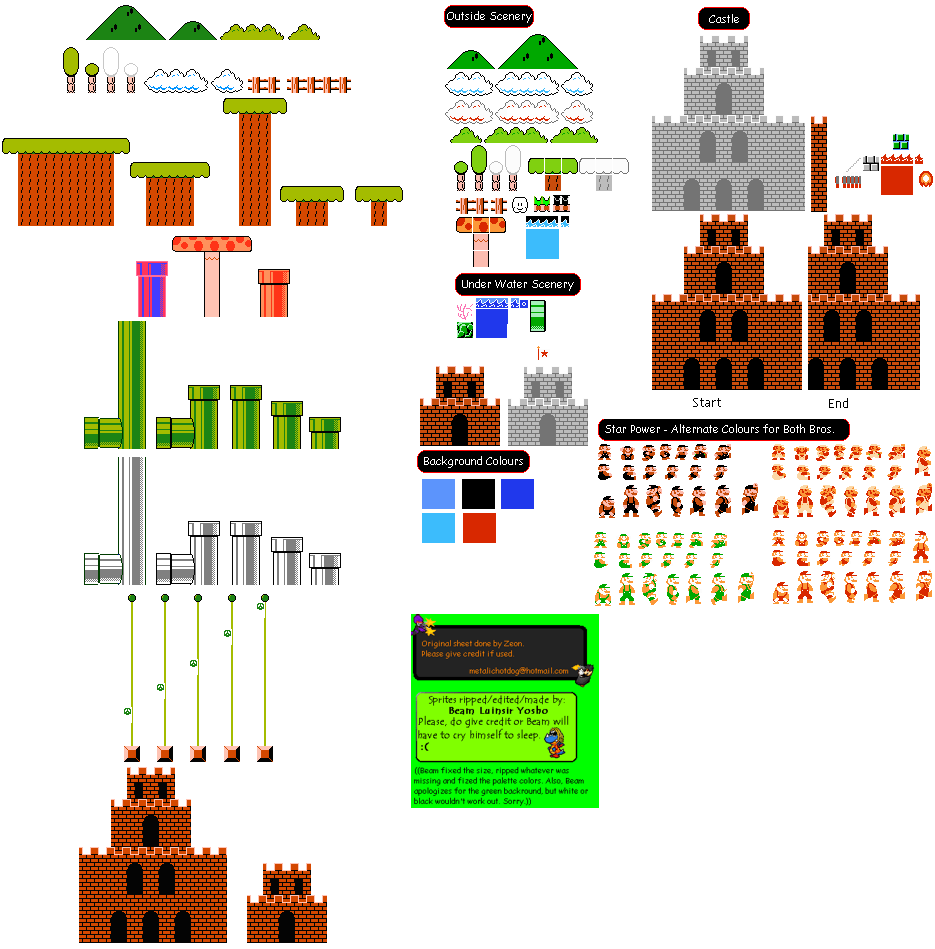 Outside Scenery
Castle
Under Water Scenery
Start
End
Star Power - Alternate Colours for Both Bros.
Background Colours
Original sheet done by Zeon.
Please give credit if used.
metalichotdog@hotmail.com
Sprites ripped/edited/made by:
Beam Luinsir Yosho
Please, do give credit or Beam will
have to cry himself to sleep.
:(
((Beam fixed the size, ripped whatever was
missing and fized the palette colors. Also, Beam
apologizes for the green backround, but white or
black wouldn't work out. Sorry.))